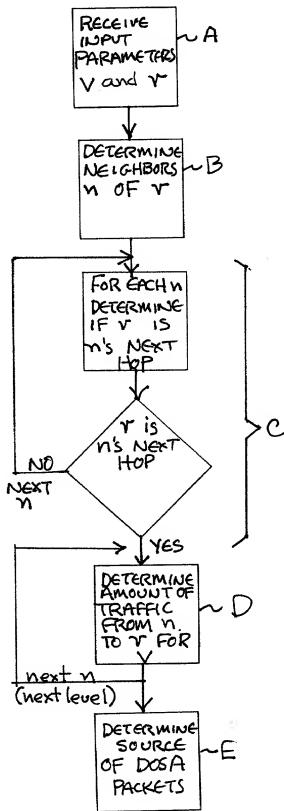 RECEIVE
INPUT
PARAMETERS
V and r
A
DETERMINE
NEIGHBORS
n OF r
B
FOR EACH n
DETERMINE
IF r IS
n's NEXT
HOP
r is
n's NEXT
HOP
C
NO
NEXT
n
YES
DETERMINE
AMOUNT OF
TRAFFIC
FROM n
TO r FOR
V
D
next n
(next level)
DETERMINE
SOURCE
OF DOSA
PACKETS
E